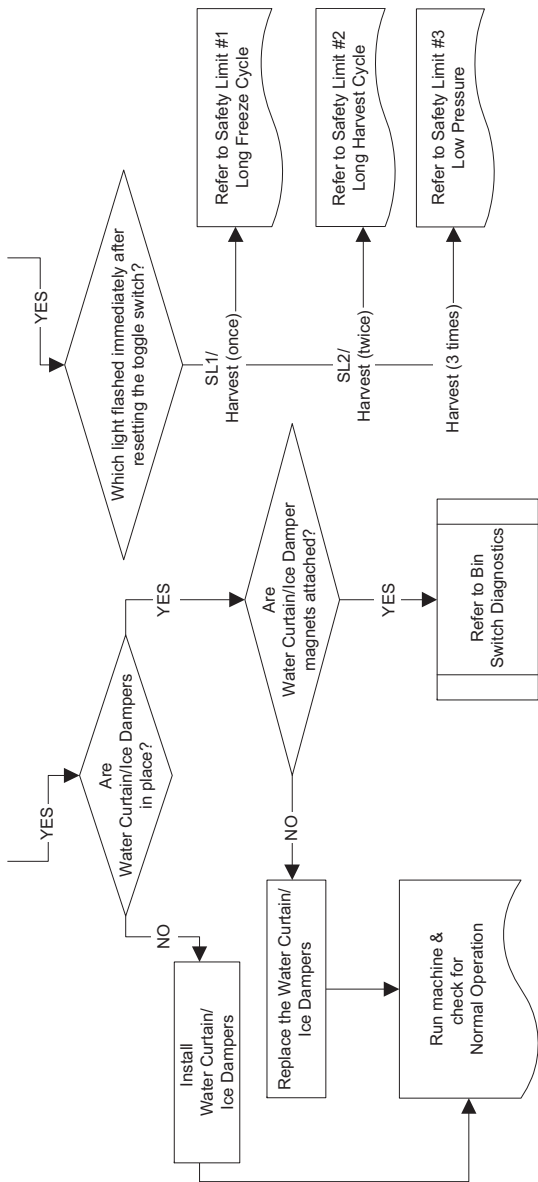 YES
Are
Water Curtain/Ice Dampers
in place?
NO
Install
Water Curtain/
Ice Dampers
YES
Are
Water Curtain/Ice Damper
magnets attached?
NO
Replace the Water Curtain/
Ice Dampers
Run machine &
check for
Normal Operation
YES
Refer to Bin
Switch Diagnostics
YES
Which light flashed immediately after
resetting the toggle switch?
SL1/
Harvest (once)
Refer to Safety Limit #1
Long Freeze Cycle
SL2/
Harvest (twice)
Refer to Safety Limit #2
Long Harvest Cycle
Harvest (3 times)
Refer to Safety Limit #3
Low Pressure